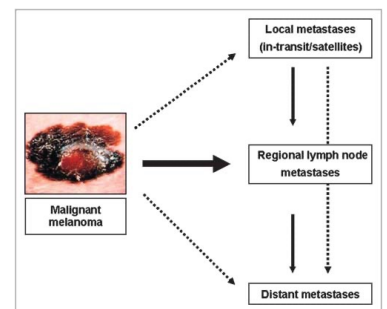 Local metastases
(in-transit/satellites)
Regional lymph node
metastases
Malignant
melanoma
Distant metastases